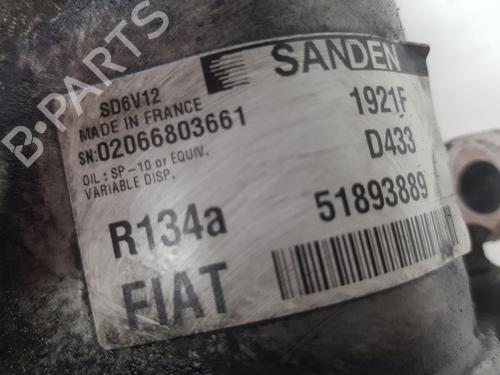 B-PARTS
SANDEN
SD6V12
MADE IN FRANCE
SN:02066803661
1921F
D433
OIL: SP-10 or EQUIV.
VARIABLE DISP.
51893889
R134a
FIAT